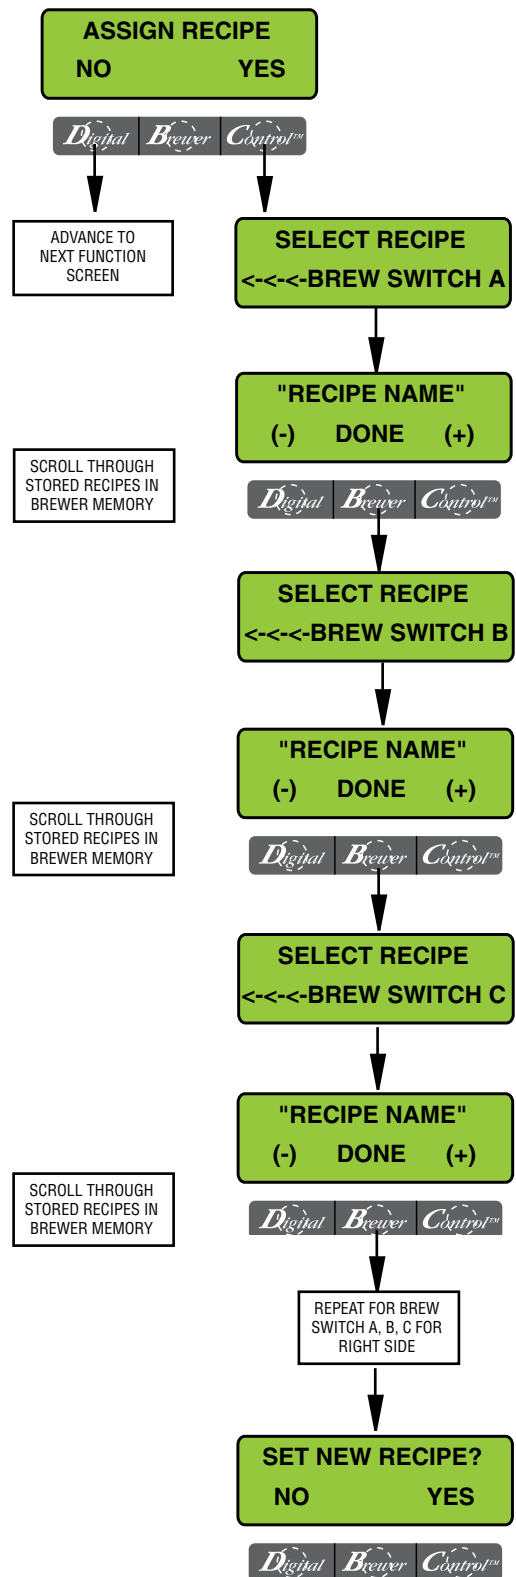 ASSIGN RECIPE
NO YES
Digital Brewer Control™
ADVANCE TO
NEXT FUNCTION
SCREEN
SELECT RECIPE
<-<-<-BREW SWITCH A
"RECIPE NAME"
(-) DONE (+)
SCROLL THROUGH
STORED RECIPES IN
BREWER MEMORY
Digital Brewer Control™
SELECT RECIPE
<-<-<-BREW SWITCH B
"RECIPE NAME"
(-) DONE (+)
SCROLL THROUGH
STORED RECIPES IN
BREWER MEMORY
Digital Brewer Control™
SELECT RECIPE
<-<-<-BREW SWITCH C
"RECIPE NAME"
(-) DONE (+)
SCROLL THROUGH
STORED RECIPES IN
BREWER MEMORY
Digital Brewer Control™
REPEAT FOR BREW
SWITCH A, B, C FOR
RIGHT SIDE
SET NEW RECIPE?
NO YES
Digital Brewer Control™